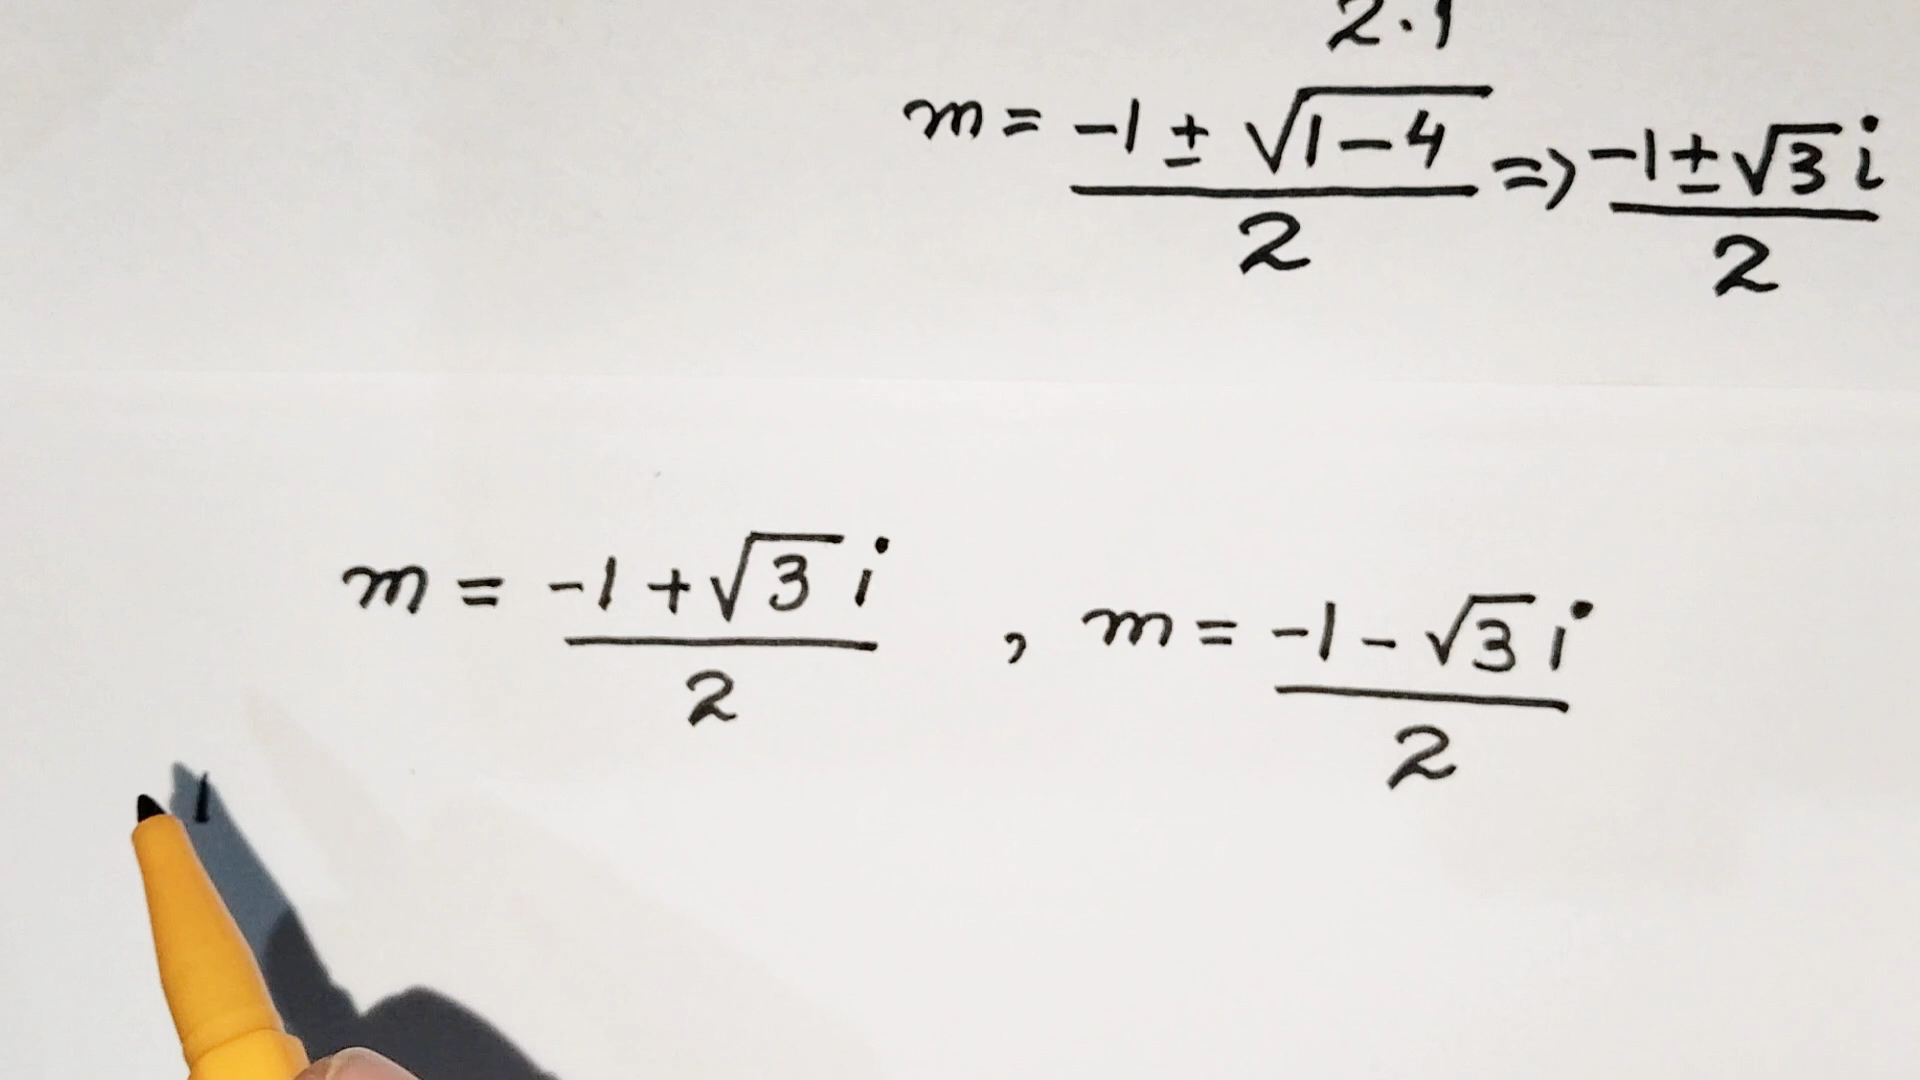 2·1
m = (-1 ± √(1-4))/2 => (-1 ± √3 i)/2
m = (-1 + √3 i)/2 , m = (-1 - √3 i)/2